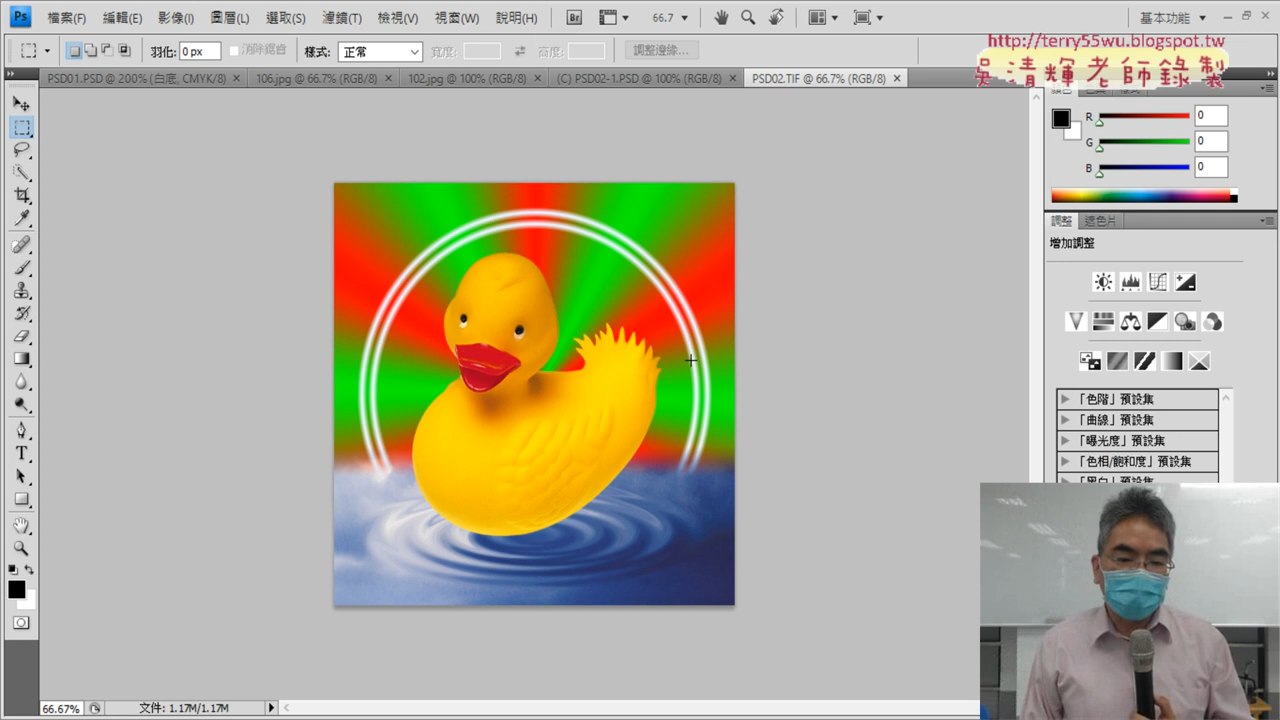 Ps 檔案(F) 編輯(E) 影像(I) 圖層(L) 選取(S) 濾鏡(T) 檢視(V) 視窗(W) 說明(H) Br 66.7 基本功能
羽化: 0 px 消除鋸齒 樣式: 正常 寬度: 高度: 調整邊緣...
http://terry55wu.blogspot.tw
吳清輝老師錄製
PSD01.PSD @ 200% (白底, CMYK/8) 106.jpg @ 66.7% (RGB/8) 102.jpg @ 100% (RGB/8) (C) PSD02-1.PSD @ 100% (RGB/8) PSD02.TIF @ 66.7% (RGB/8)
R 0
G 0
B 0
調整 遮色片
增加調整
「色階」預設集
「曲線」預設集
「曝光度」預設集
「色相/飽和度」預設集
T
66.67% 文件: 1.17M/1.17M